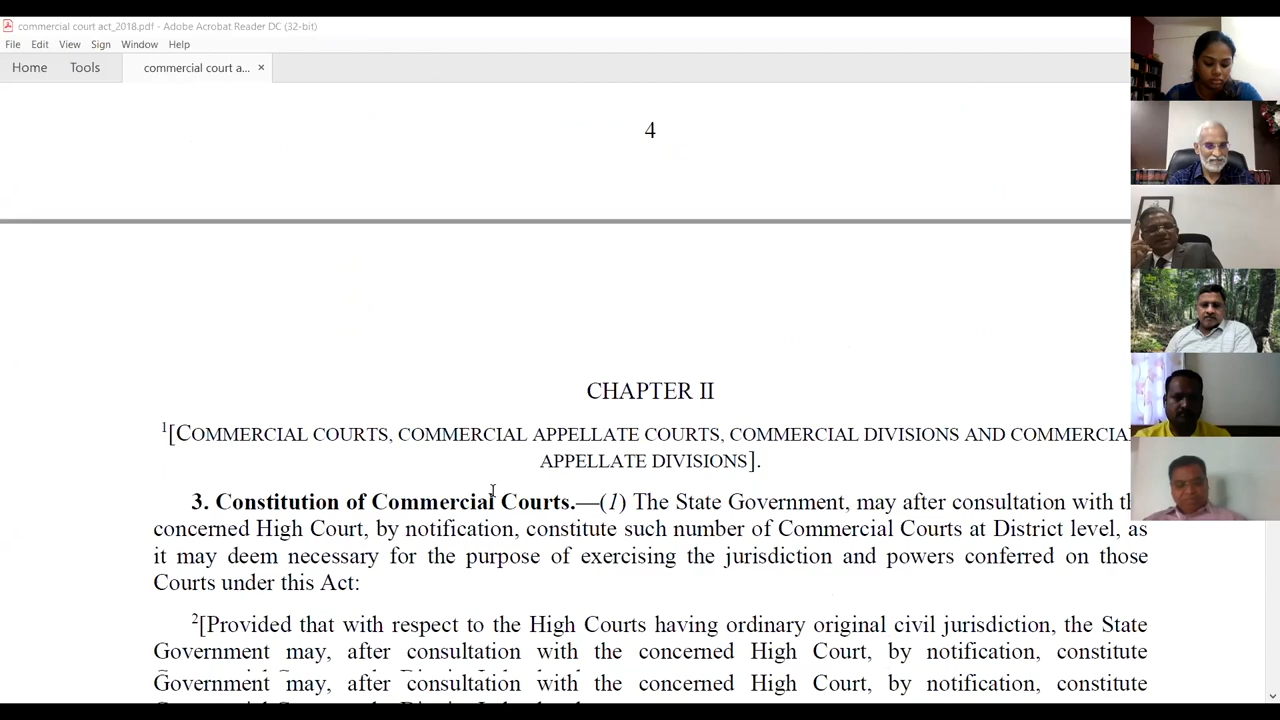 commercial court act_2018.pdf - Adobe Acrobat Reader DC (32-bit)
File Edit View Sign Window Help
Home Tools commercial court a... ×
4
CHAPTER II
1[COMMERCIAL COURTS, COMMERCIAL APPELLATE COURTS, COMMERCIAL DIVISIONS AND COMMERCIA
APPELLATE DIVISIONS].
3. Constitution of Commercial Courts.—(1) The State Government, may after consultation with th
concerned High Court, by notification, constitute such number of Commercial Courts at District level, as
it may deem necessary for the purpose of exercising the jurisdiction and powers conferred on those
Courts under this Act:
2[Provided that with respect to the High Courts having ordinary original civil jurisdiction, the State
Government may, after consultation with the concerned High Court, by notification, constitute
Government may, after consultation with the concerned High Court, by notification, constitute